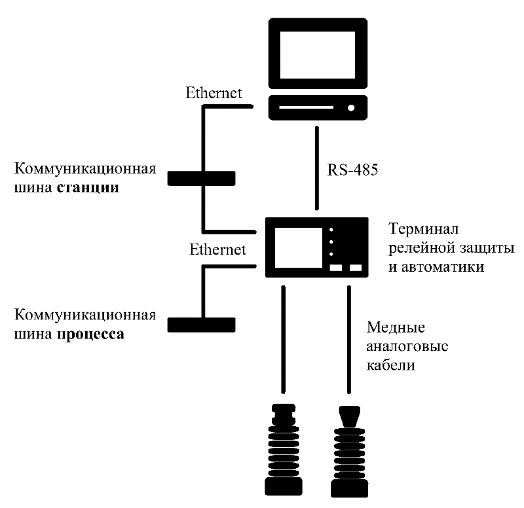 Ethernet
Коммуникационная
шина станции
RS-485
Терминал
релейной защиты
и автоматики
Ethernet
Коммуникационная
шина процесса
Медные
аналоговые
кабели